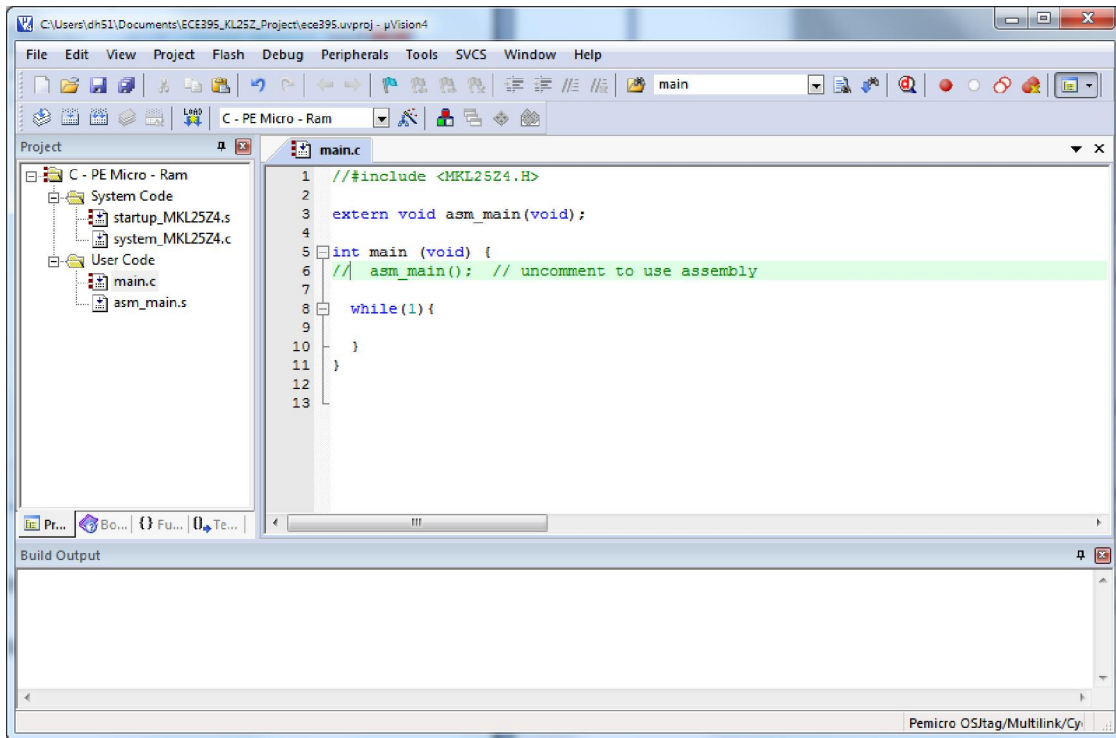 C:\Users\dh51\Documents\ECE395_KL25Z_Project\ece395.uvproj - µVision4
File Edit View Project Flash Debug Peripherals Tools SVCS Window Help
main
LOAD
C - PE Micro - Ram
Project
C - PE Micro - Ram
System Code
startup_MKL25Z4.s
system_MKL25Z4.c
User Code
main.c
asm_main.s
Pr... Bo... {} Fu... 0 Te...
main.c
1 //#include <MKL25Z4.H>
2
3 extern void asm_main(void);
4
5 int main (void) {
6 // asm_main(); // uncomment to use assembly
7
8 while(1){
9
10 }
11 }
12
13
Build Output
Pemicro OSJtag/Multilink/Cy